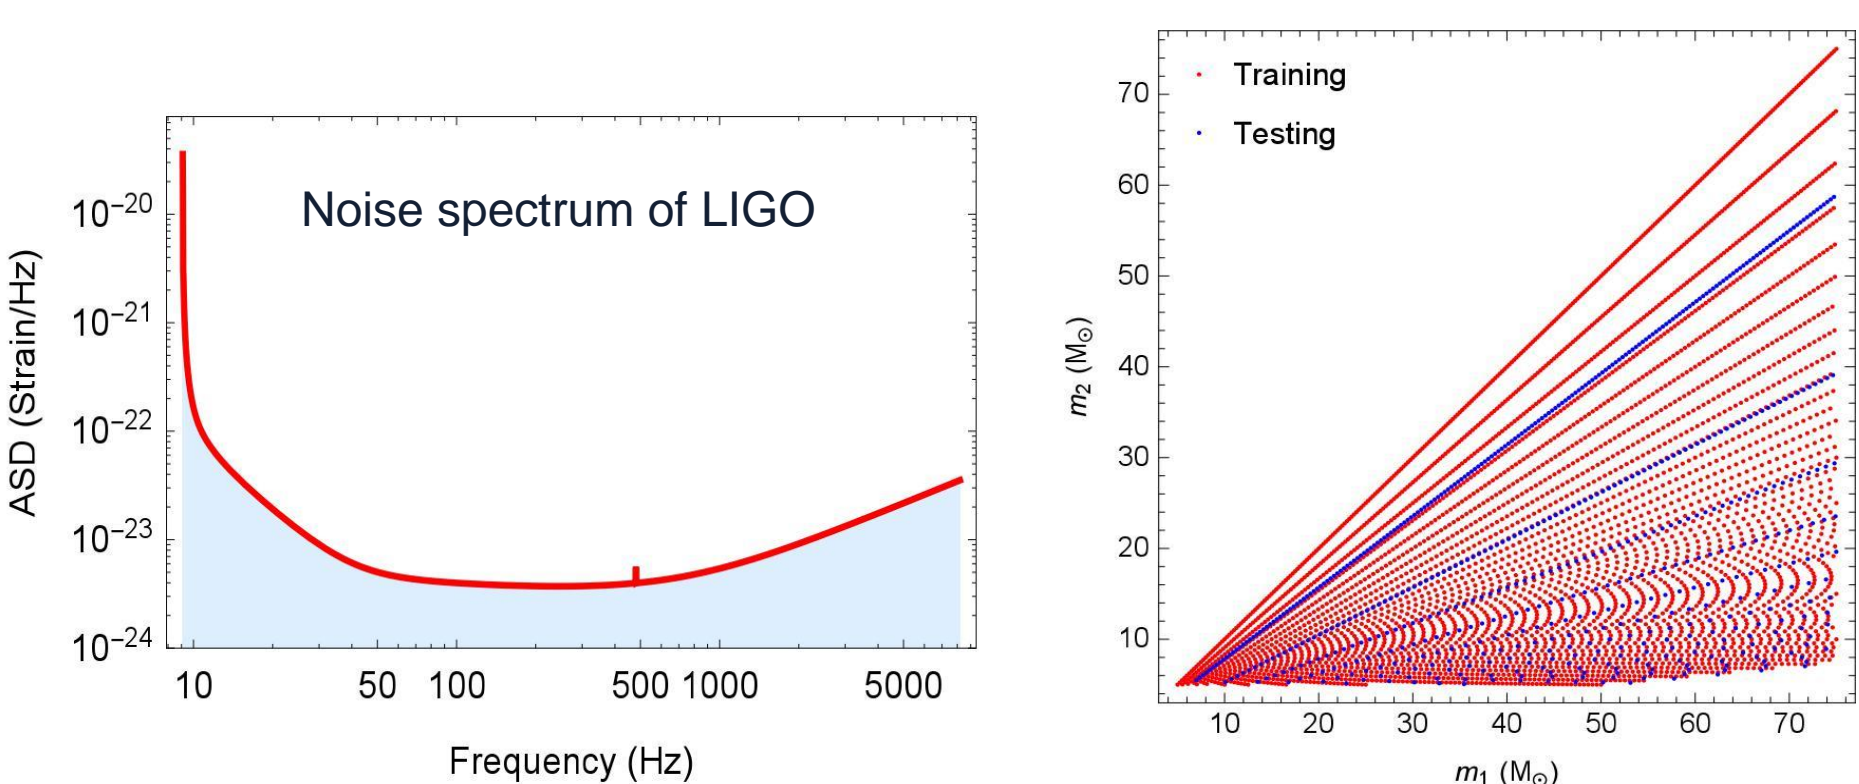 Noise spectrum of LIGO
ASD (Strain/Hz)
10⁻²⁰
10⁻²¹
10⁻²²
10⁻²³
10⁻²⁴
10 50 100 500 1000 5000
Frequency (Hz)
Training
Testing
m₂ (M⊙)
70
60
50
40
30
20
10
10 20 30 40 50 60 70
m₁ (M⊙)